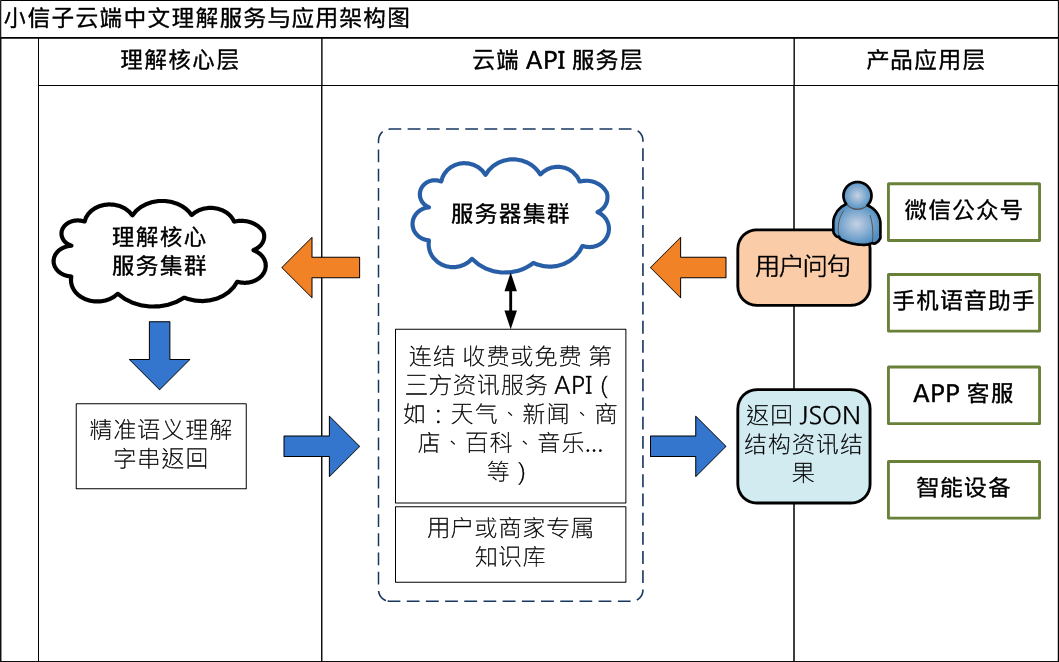 小信子云端中文理解服务与应用架构图
理解核心层
云端 API 服务层
产品应用层
理解核心
服务集群
精准语义理解
字串返回
服务器集群
连结 收费或免费 第
三方资讯服务 API（
如：天气、新闻、商
店、百科、音乐...
等）
用户或商家专属
知识库
用户问句
返回 JSON
结构资讯结
果
微信公众号
手机语音助手
APP 客服
智能设备